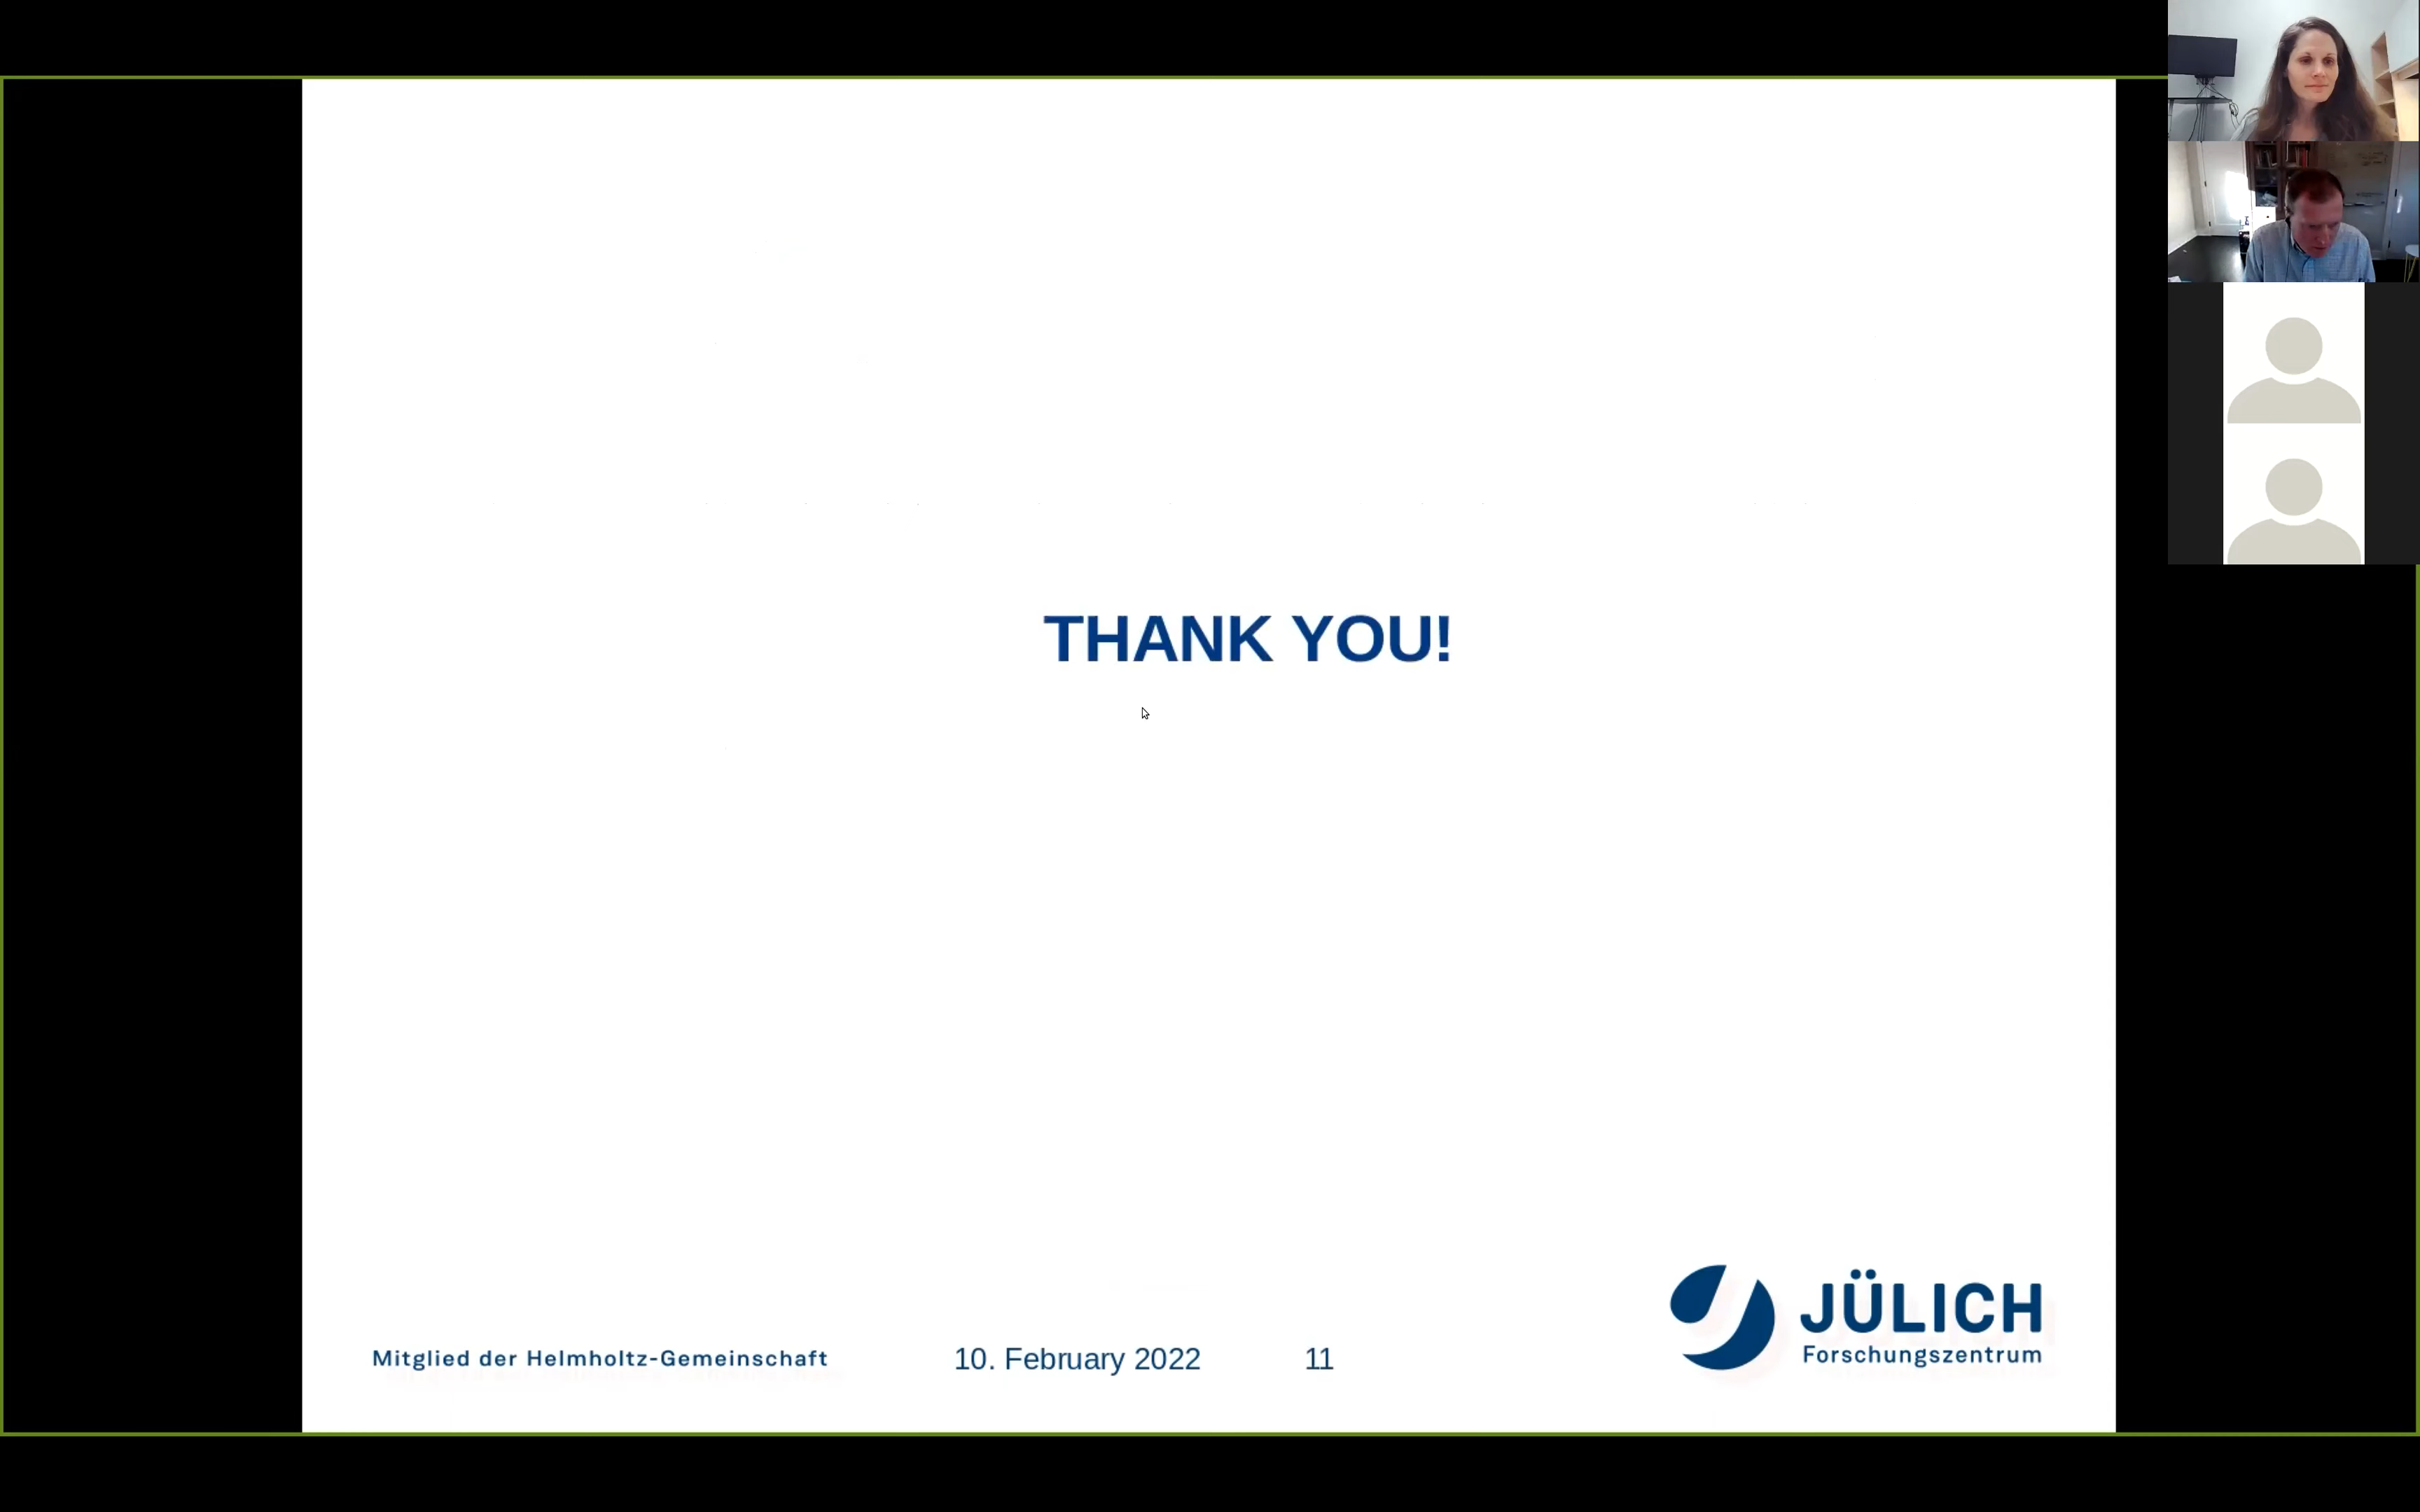 THANK YOU!
Mitglied der Helmholtz-Gemeinschaft
10. February 2022
11
JÜLICH
Forschungszentrum